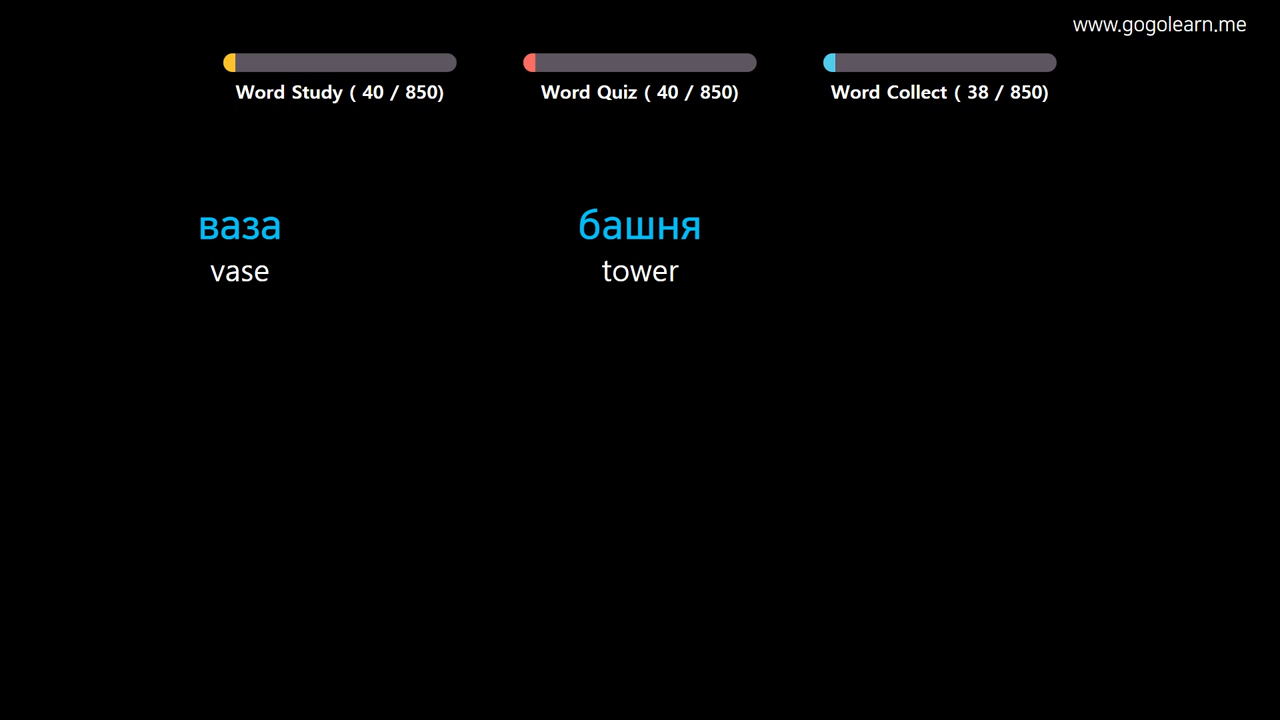 www.gogolearn.me
Word Study ( 40 / 850)
Word Quiz ( 40 / 850)
Word Collect ( 38 / 850)
ваза
vase
башня
tower